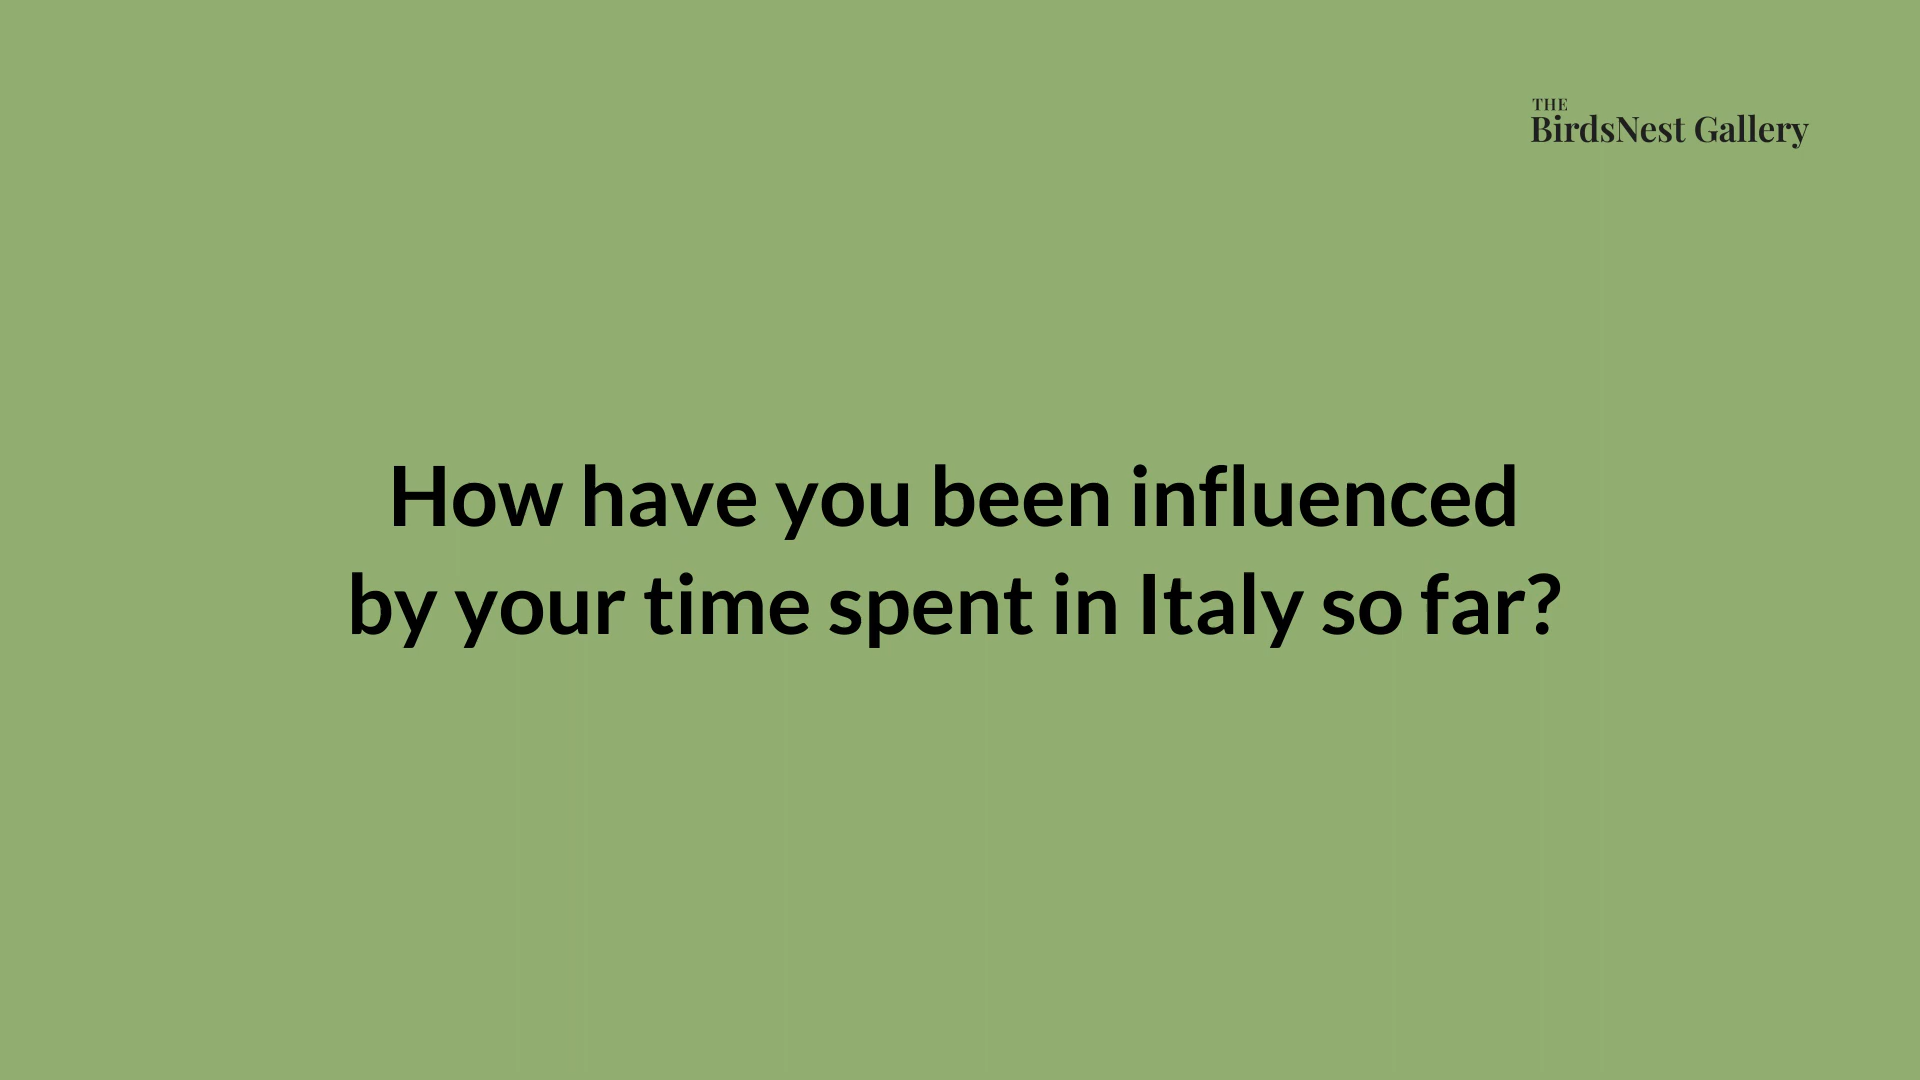 THE
BirdsNest Gallery
How have you been influenced
by your time spent in Italy so far?